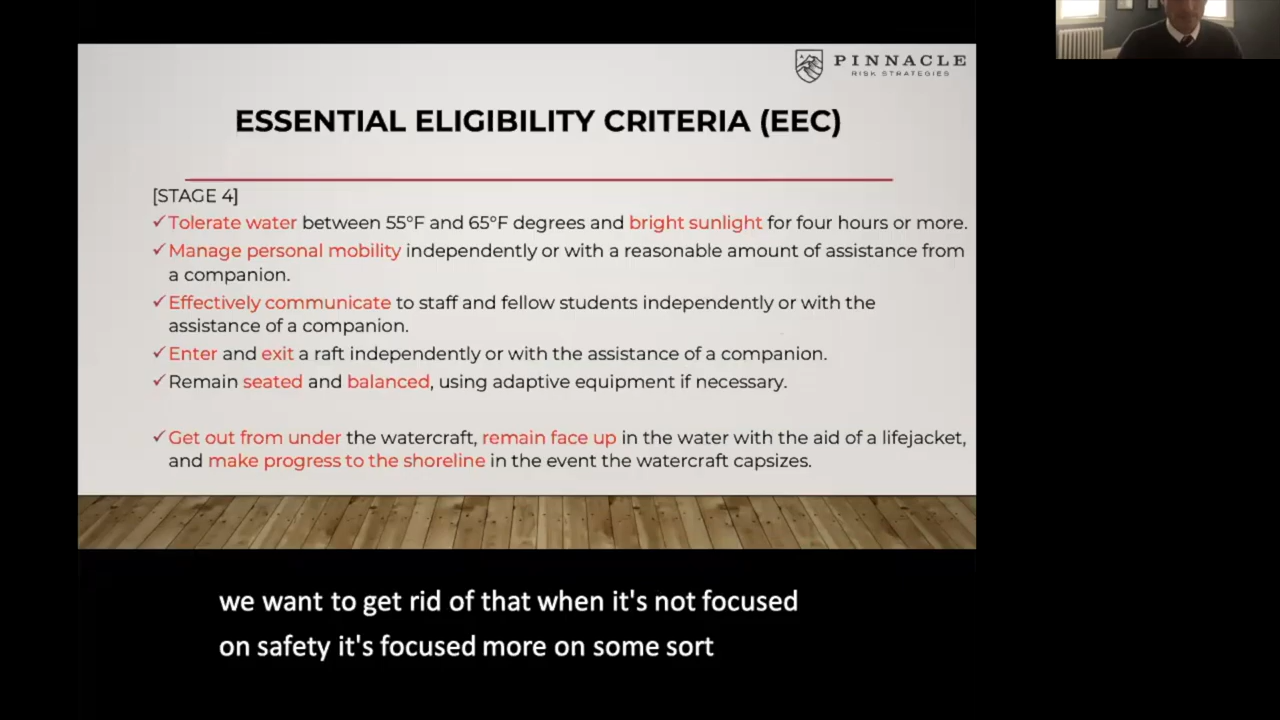 PINNACLE
RISK STRATEGIES
ESSENTIAL ELIGIBILITY CRITERIA (EEC)
[STAGE 4]
✓Tolerate water between 55°F and 65°F degrees and bright sunlight for four hours or more.
✓Manage personal mobility independently or with a reasonable amount of assistance from
a companion.
✓Effectively communicate to staff and fellow students independently or with the
assistance of a companion.
✓Enter and exit a raft independently or with the assistance of a companion.
✓Remain seated and balanced, using adaptive equipment if necessary.
✓Get out from under the watercraft, remain face up in the water with the aid of a lifejacket,
and make progress to the shoreline in the event the watercraft capsizes.
we want to get rid of that when it's not focused
on safety it's focused more on some sort